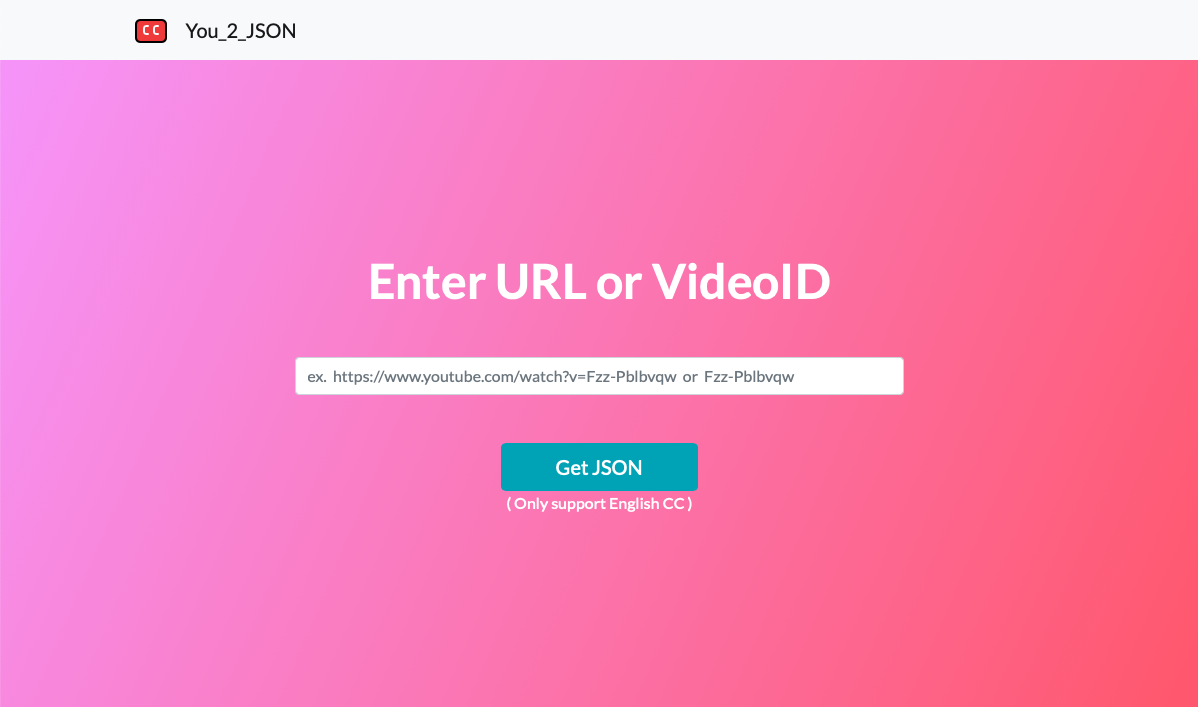 CC You_2_JSON
Enter URL or VideoID
ex. https://www.youtube.com/watch?v=Fzz-Pblbvqw or Fzz-Pblbvqw
Get JSON
( Only support English CC )